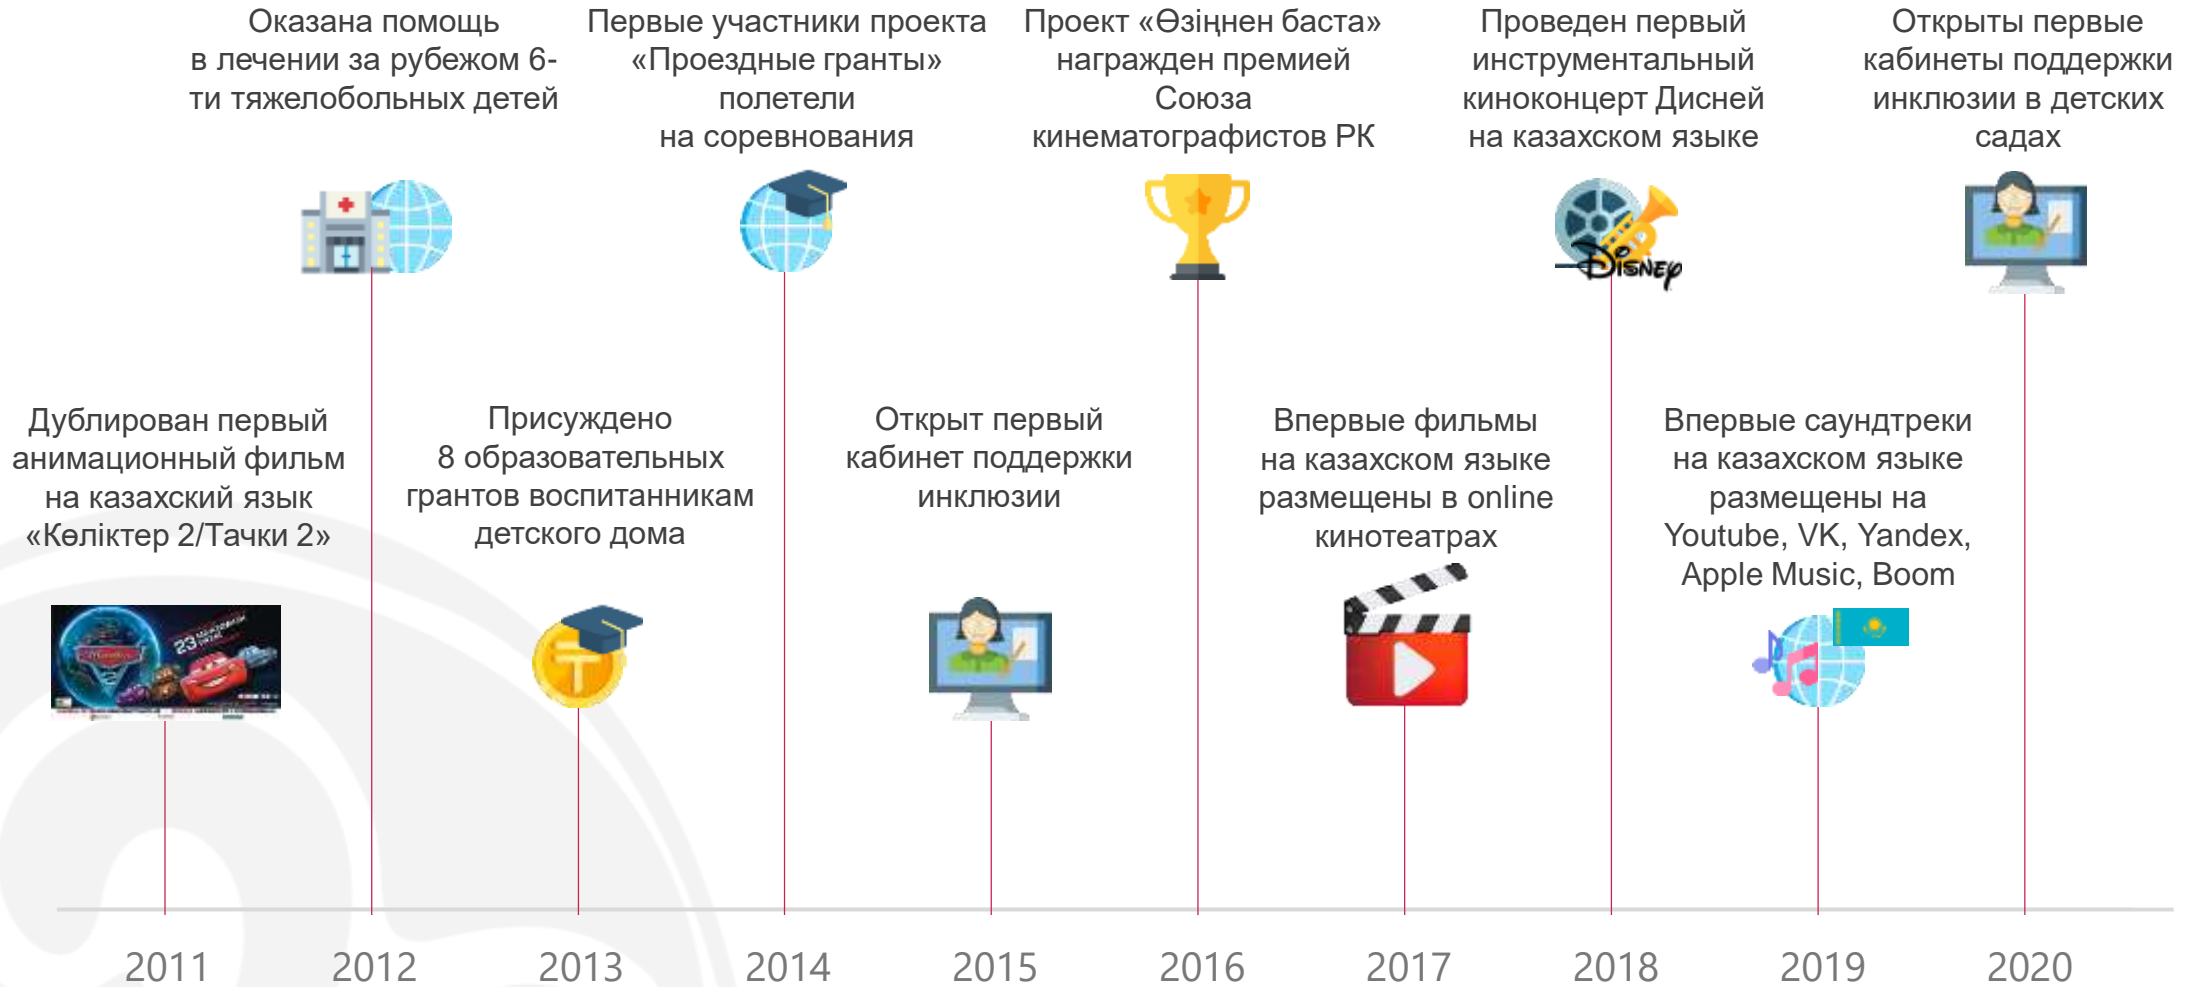 Оказана помощь
в лечении за рубежом 6-
ти тяжелобольных детей
Первые участники проекта
«Проездные гранты»
полетели
на соревнования
Проект «Өзіңнен баста»
награжден премией
Союза
кинематографистов РК
Проведен первый
инструментальный
киноконцерт Дисней
на казахском языке
Открыты первые
кабинеты поддержки
инклюзии в детских
садах
DISNEY
Дублирован первый
анимационный фильм
на казахский язык
«Көліктер 2/Тачки 2»
Присуждено
8 образовательных
грантов воспитанникам
детского дома
Открыт первый
кабинет поддержки
инклюзии
Впервые фильмы
на казахском языке
размещены в online
кинотеатрах
Впервые саундтреки
на казахском языке
размещены на
Youtube, VK, Yandex,
Apple Music, Boom
23
2011
2012
2013
2014
2015
2016
2017
2018
2019
2020